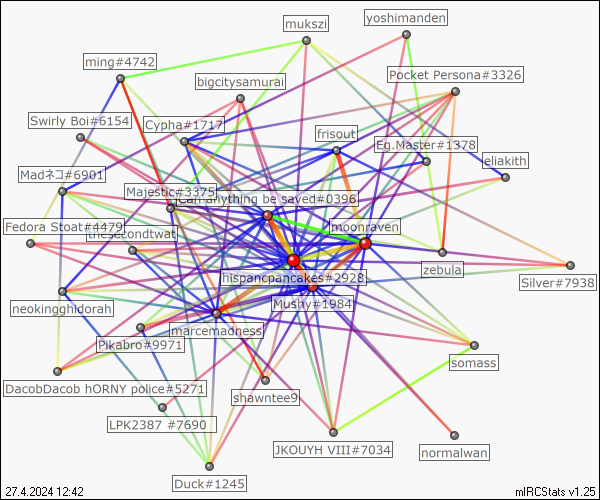 yoshimanden
mukszi
ming#4742
Pocket Persona#3326
bigcitysamurai
Swirly Boi#6154
Cypha#1717
frisout
Eg.Master#1378
eliakith
Madネコ#6901
Majestic#3375
Can anything be saved#0396
Fedora Stoat#4479
thesecondtwat
moonraven
zebula
hispancpancakes#2928
Silver#7938
Mushy#1984
neokingghidorah
marcemadness
Pikabro#9971
somass
DacobDacob hORNY police#5271
shawntee9
LPK2387 #7690
JKOUYH VIII#7034
normalwan
Duck#1245
27.4.2024 12:42
mIRCStats v1.25